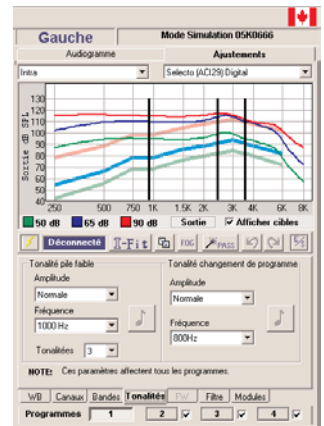 Gauche
Mode Simulation 05K0666
Audiogramme
Ajustements
Intra
Selecto (ACI29) Digital
Sortie dB SPL
130
120
110
100
90
80
70
60
50
40
250 500 750 1K 1.5K 2K 3K 4K 6K 8K
50 dB 65 dB 90 dB Sortie Afficher cibles
Déconnecté I-Fit FOG PASS
Tonalité pile faible
Amplitude
Normale
Fréquence
1000 Hz
Tonalitées 3
Tonalité changement de programme
Amplitude
Normale
Fréquence
800Hz
NOTE: Ces paramètres affectent tous les programmes.
WB Canaux Bandes Tonalités PW Filtre Modules
Programmes 1 2 3 4